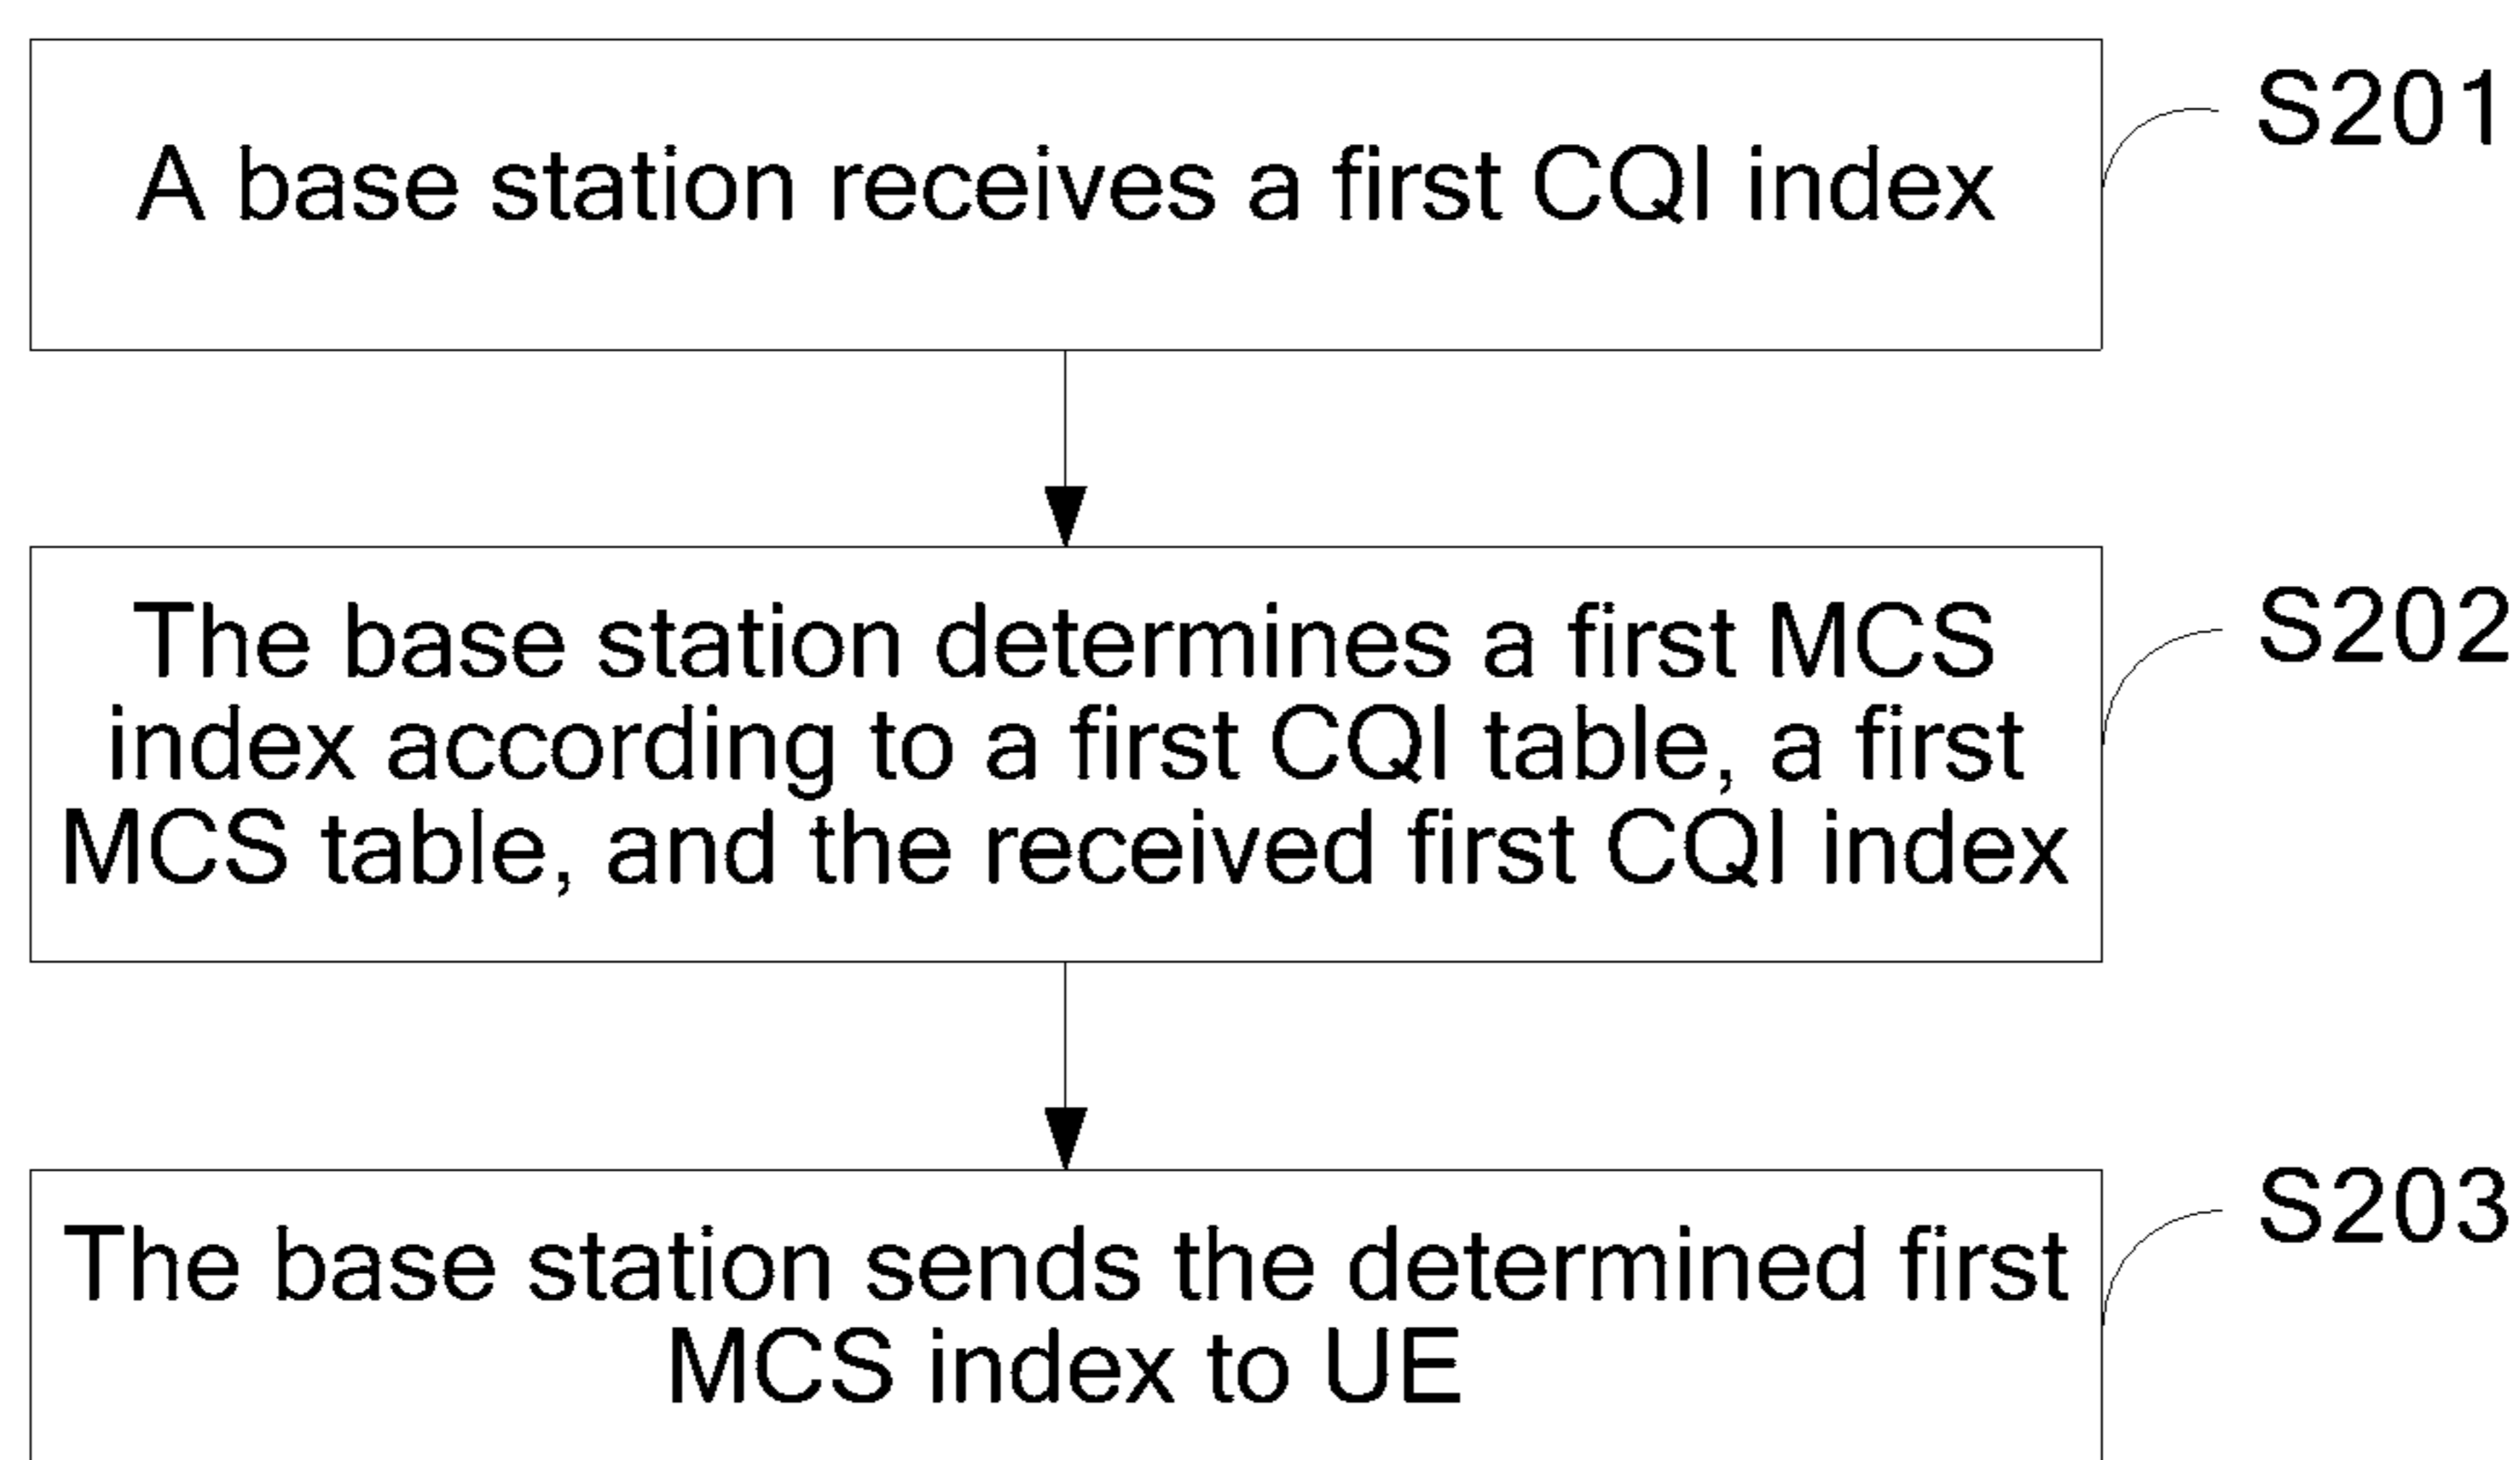 A base station receives a first CQI index
S201
The base station determines a first MCS
index according to a first CQI table, a first
MCS table, and the received first CQI index
S202
The base station sends the determined first
MCS index to UE
S203